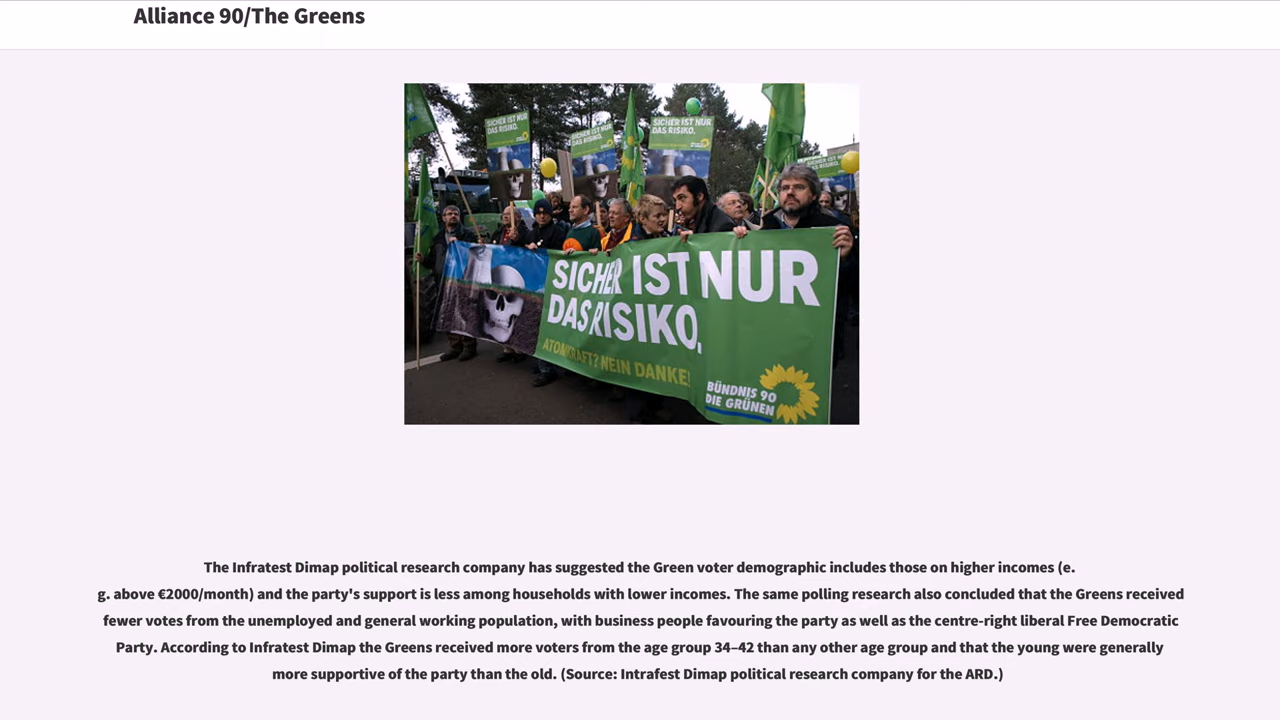 Alliance 90/The Greens
SICHER IST NUR
DAS RISIKO.
SICHER IST NUR
DAS RISIKO.
SICHER IST NUR
DAS RISIKO.
SICHER IST NUR
DAS RISIKO.
ATOMKRAFT? NEIN DANKE!
BÜNDNIS 90
DIE GRÜNEN
The Infratest Dimap political research company has suggested the Green voter demographic includes those on higher incomes (e.
g. above €2000/month) and the party's support is less among households with lower incomes. The same polling research also concluded that the Greens received
fewer votes from the unemployed and general working population, with business people favouring the party as well as the centre-right liberal Free Democratic
Party. According to Infratest Dimap the Greens received more voters from the age group 34–42 than any other age group and that the young were generally
more supportive of the party than the old. (Source: Intrafest Dimap political research company for the ARD.)